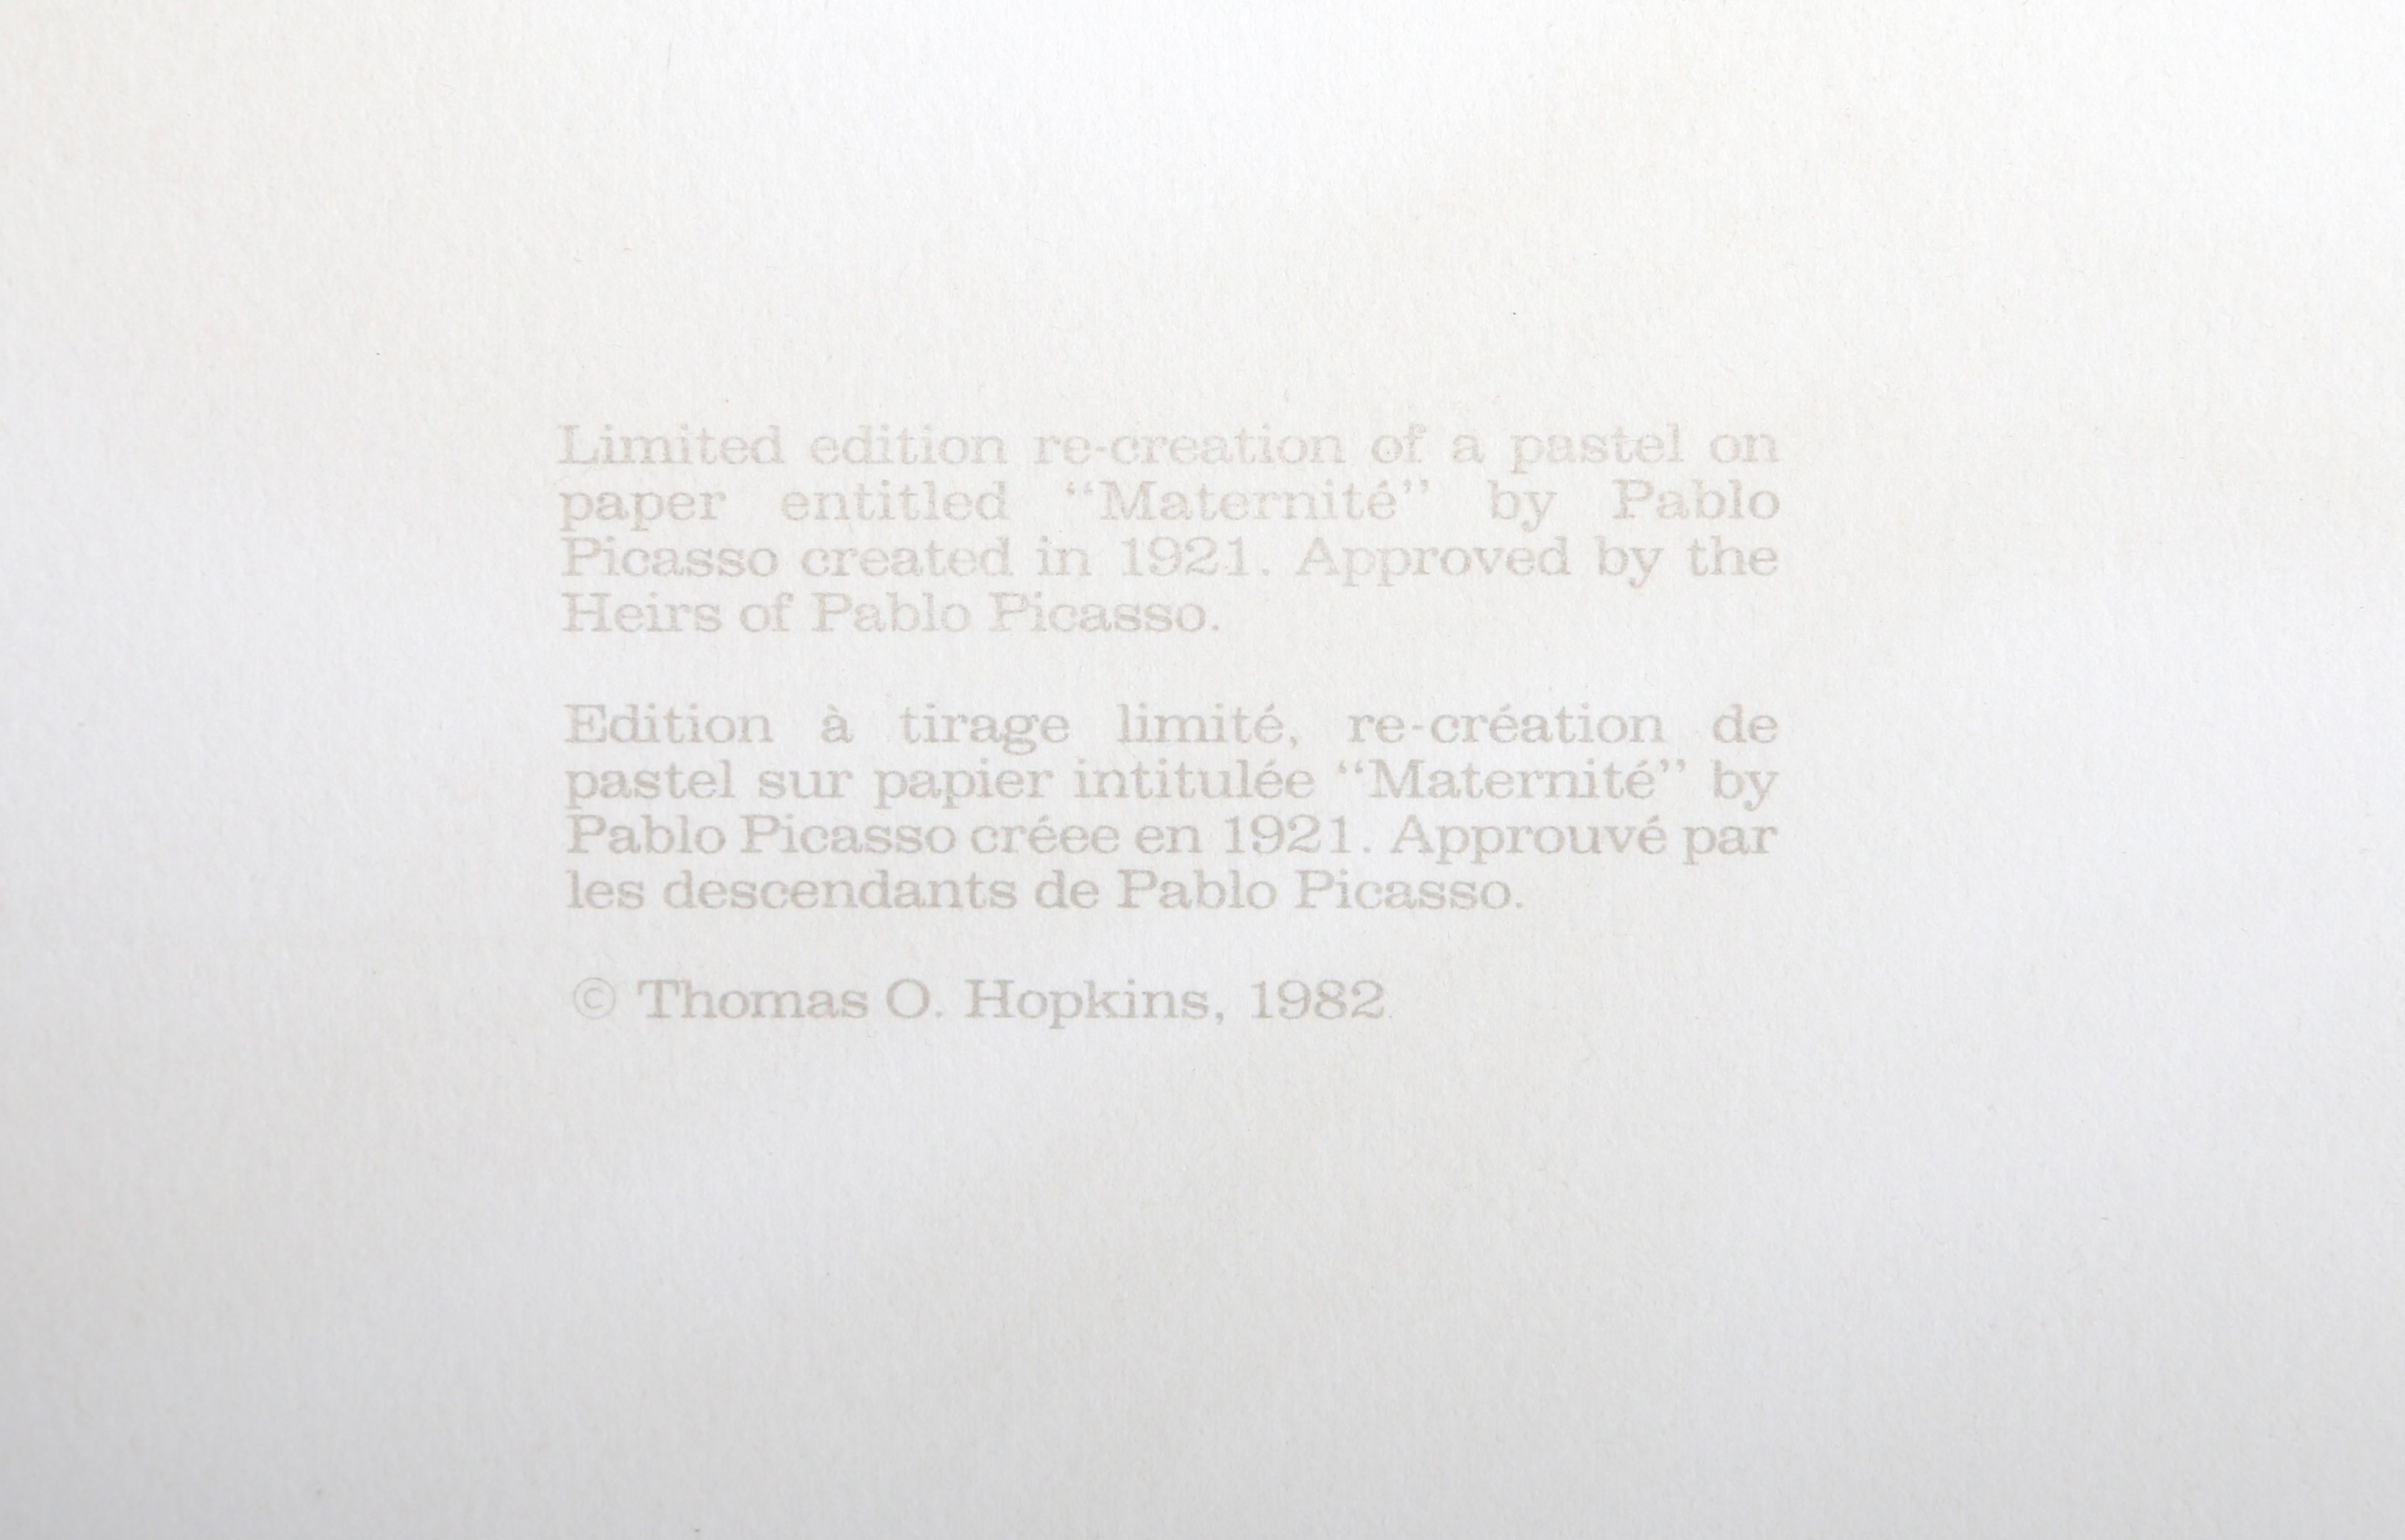 Limited edition re-creation of a pastel on
paper entitled “Maternité” by Pablo
Picasso created in 1921. Approved by the
Heirs of Pablo Picasso.
Edition à tirage limité, re-création de
pastel sur papier intitulée “Maternité” by
Pablo Picasso créee en 1921. Approuvé par
les descendants de Pablo Picasso.
© Thomas O. Hopkins, 1982